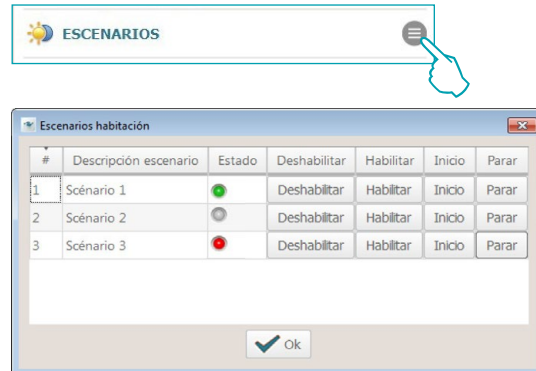 ESCENARIOS
Escenarios habitación
# Descripción escenario Estado Deshabilitar Habilitar Inicio Parar
1 Scénario 1 Deshabilitar Habilitar Inicio Parar
2 Scénario 2 Deshabilitar Habilitar Inicio Parar
3 Scénario 3 Deshabilitar Habilitar Inicio Parar
Ok